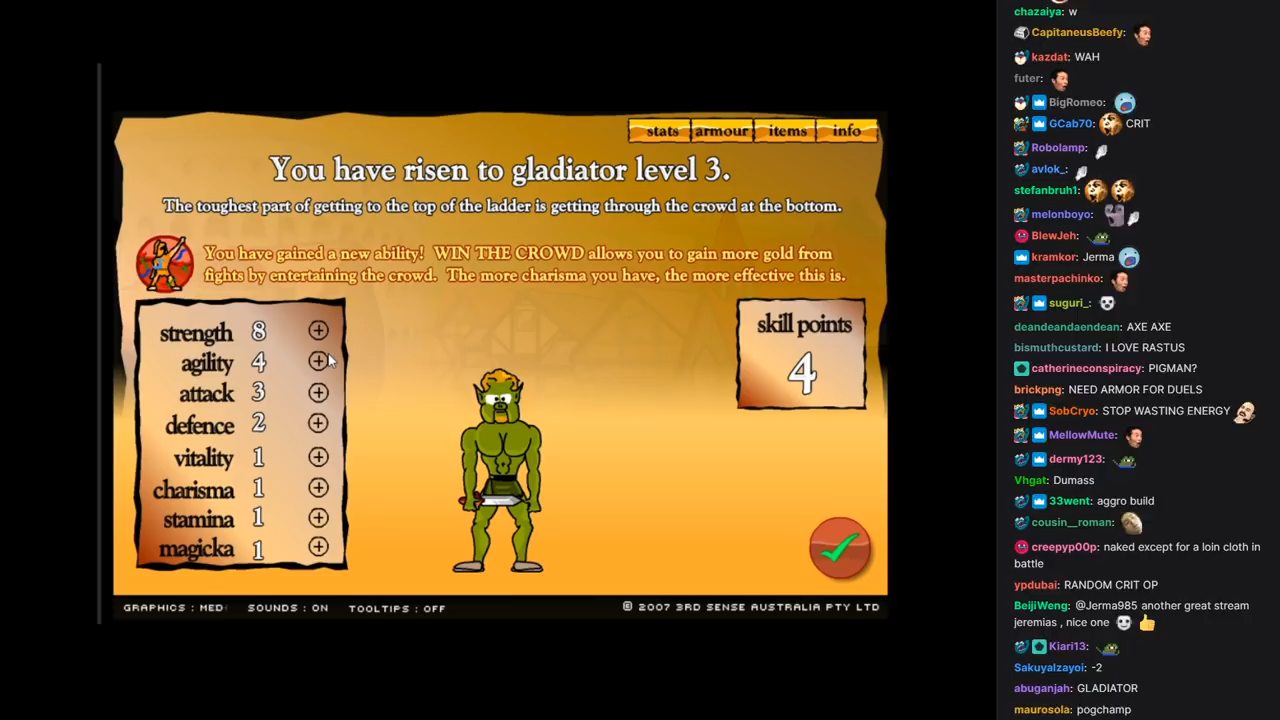 stats armour items info
You have risen to gladiator level 3.
The toughest part of getting to the top of the ladder is getting through the crowd at the bottom.
You have gained a new ability! WIN THE CROWD allows you to gain more gold from
fights by entertaining the crowd. The more charisma you have, the more effective this is.
strength 8
agility 4
attack 3
defence 2
vitality 1
charisma 1
stamina 1
magicka 1
skill points
4
GRAPHICS : MED SOUNDS : ON TOOLTIPS : OFF
© 2007 3RD SENSE AUSTRALIA PTY LTD
chazaiya: w
CapitaneusBeefy:
kazdat: WAH
futer:
BigRomeo:
GCab70: CRIT
Robolamp:
avlok_:
stefanbruh1:
melonboyo:
BlewJeh:
kramkor: Jerma
masterpachinko:
suguri_:
deandeandaendean: AXE AXE
bismuthcustard: I LOVE RASTUS
catherineconspiracy: PIGMAN?
brickpng: NEED ARMOR FOR DUELS
SobCryo: STOP WASTING ENERGY
MellowMute:
dermy123:
Vhgat: Dumass
33went: aggro build
cousin__roman:
creepyp00p: naked except for a loin cloth in
battle
ypdubai: RANDOM CRIT OP
BeijiWeng: @Jerma985 another great stream
jeremias , nice one
Kiari13:
SakuyaIzayoi: -2
abuganjah: GLADIATOR
maurosola: pogchamp